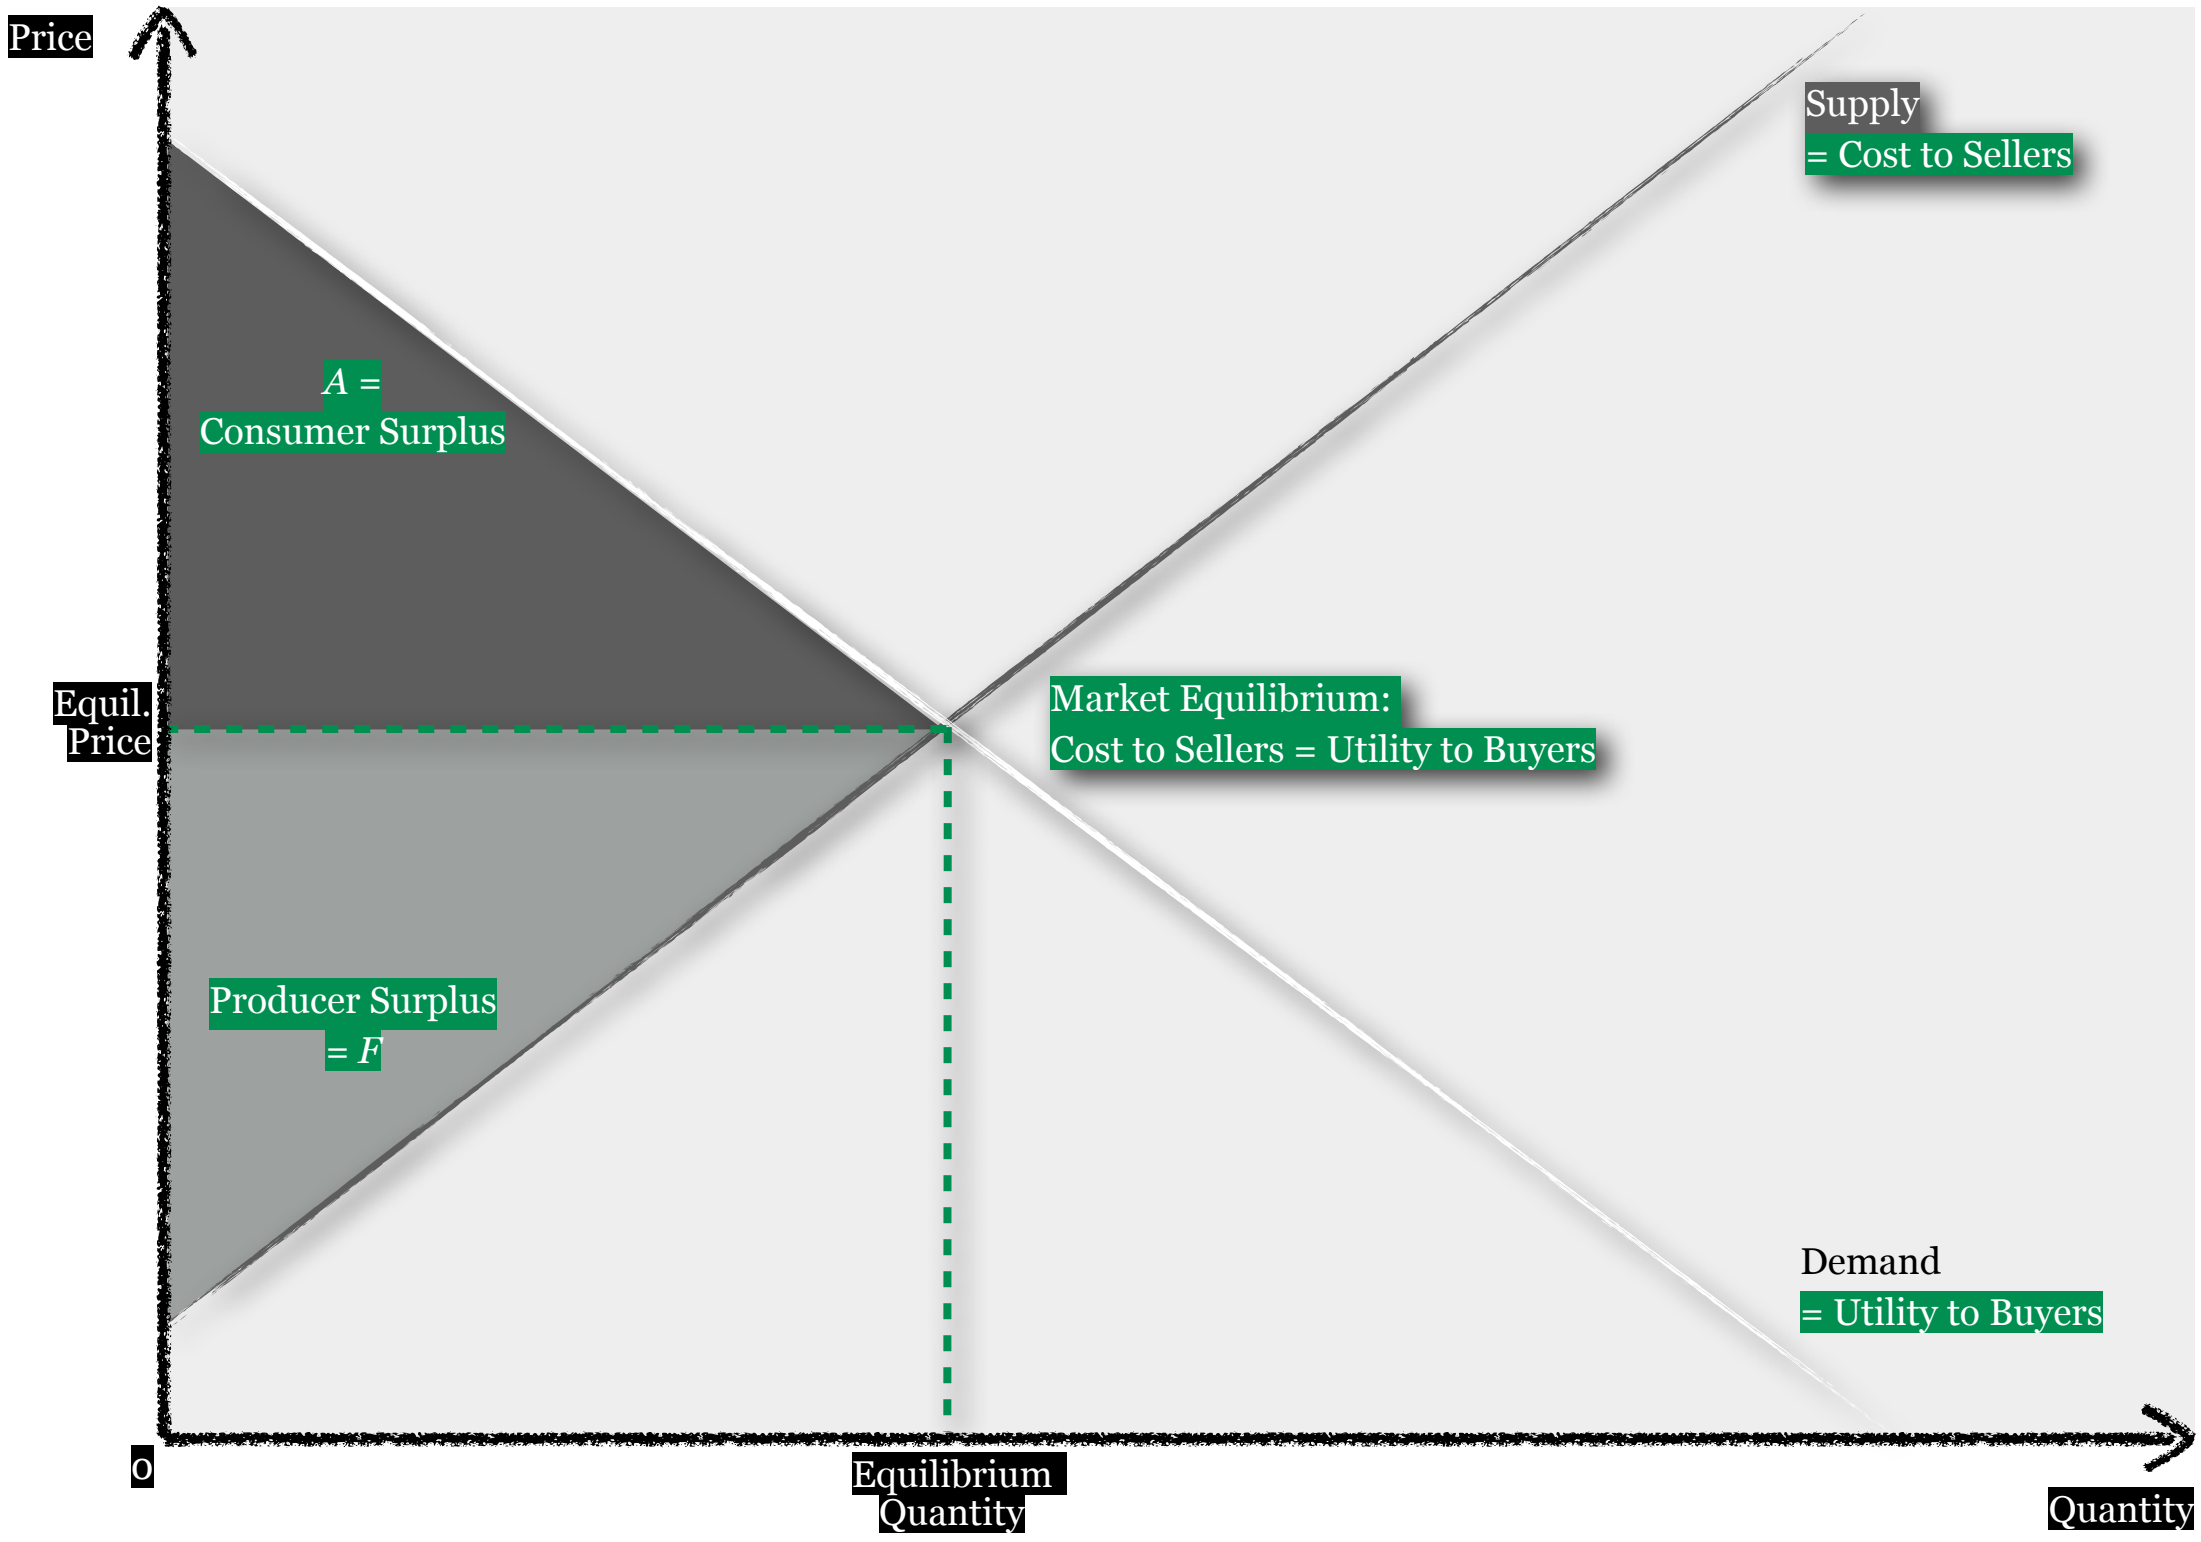 Price
Supply
= Cost to Sellers
A =
Consumer Surplus
Equil.
Price
Market Equilibrium:
Cost to Sellers = Utility to Buyers
Producer Surplus
= F
Demand
= Utility to Buyers
0
Equilibrium
Quantity
Quantity